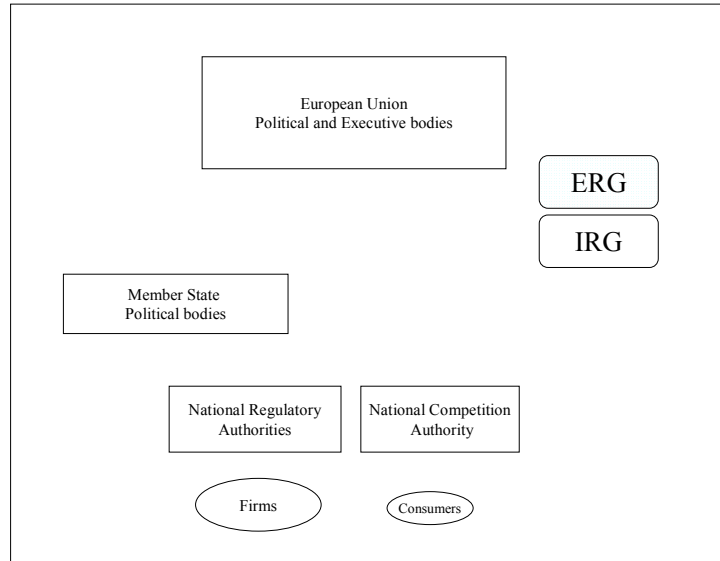 European Union
Political and Executive bodies
ERG
IRG
Member State
Political bodies
National Regulatory
Authorities
National Competition
Authority
Firms
Consumers